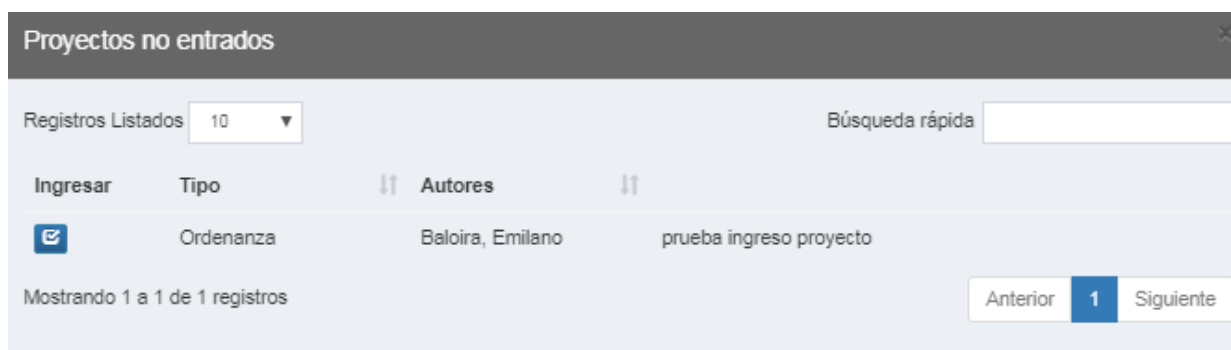 Proyectos no entrados
Registros Listados 10 Búsqueda rápida
Ingresar Tipo Autores
Ordenanza Baloira, Emilano prueba ingreso proyecto
Mostrando 1 a 1 de 1 registros Anterior 1 Siguiente